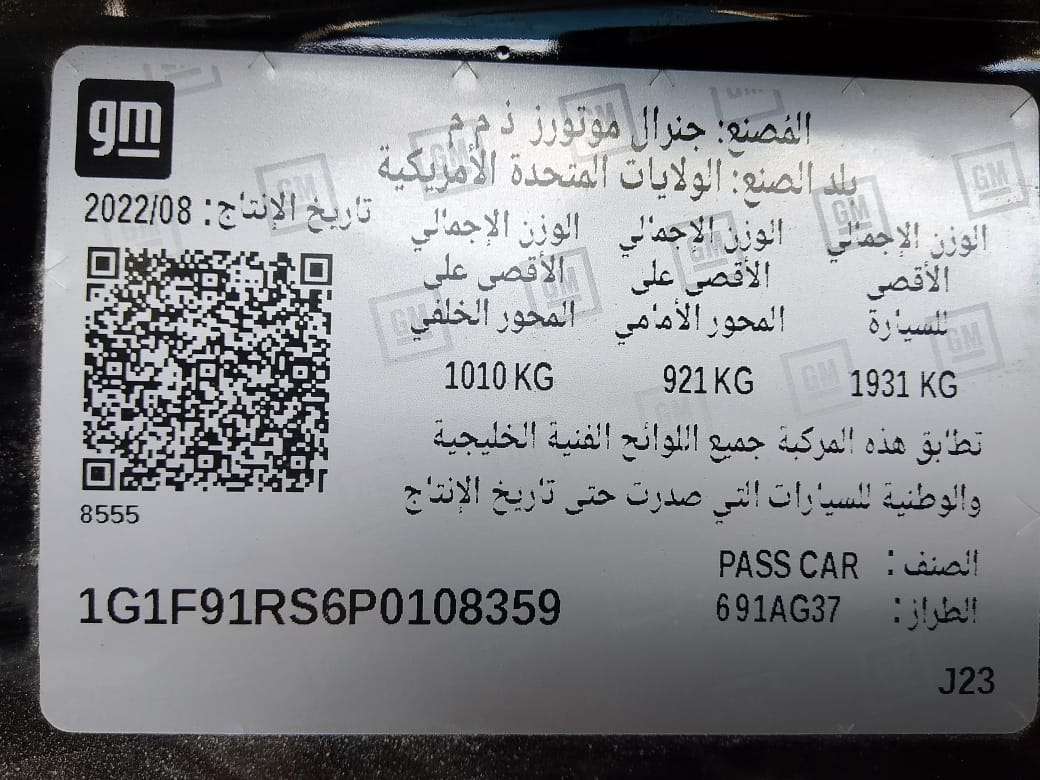 gm
المُصنع: جنرال موتورز ذ م م
بلد الصنع: الولايات المتحدة الأمريكية
تاريخ الإنتاج: 2022/08
الوزن الإجمالي الأقصى للسيارة
1931 KG
الوزن الإجمالي الأقصى على المحور الأمامي
921 KG
الوزن الإجمالي الأقصى على المحور الخلفي
1010 KG
تطابق هذه المركبة جميع اللوائح الفنية الخليجية
والوطنية للسيارات التي صدرت حتى تاريخ الإنتاج
8555
الصنف: PASS CAR
الطراز: 691AG37
1G1F91RS6P0108359
J23